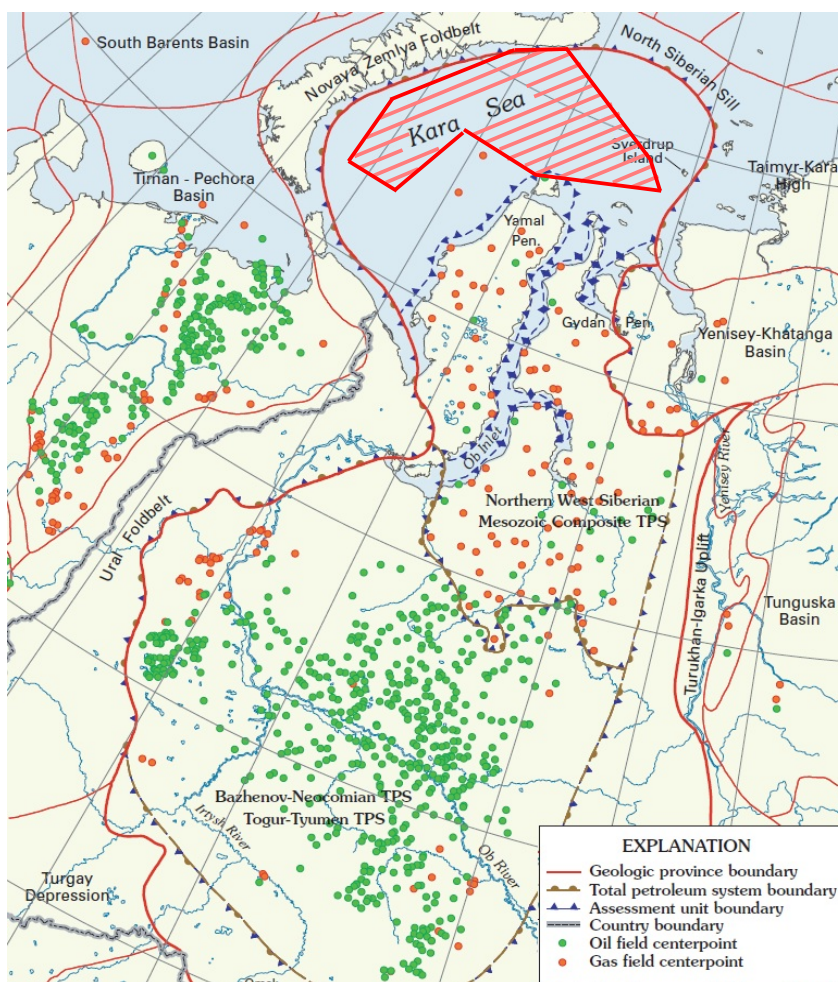 South Barents Basin
Novaya Zemlya Foldbelt
North Siberian Sill
Kara Sea
Sverdrup
Island
Taimyr-Kara
High
Timan - Pechora
Basin
Yamal
Pen.
Gydan Pen.
Yenisey-Khatanga
Basin
Ob Inlet
Yenisey River
Northern West Siberian
Mesozoic Composite TPS
Ural Foldbelt
Turukhan-Igarka Uplift
Tunguska
Basin
Bazhenov-Neocomian TPS
Togur-Tyumen TPS
Irtysh River
Ob River
Turgay
Depression
EXPLANATION
Geologic province boundary
Total petroleum system boundary
Assessment unit boundary
Country boundary
Oil field centerpoint
Gas field centerpoint